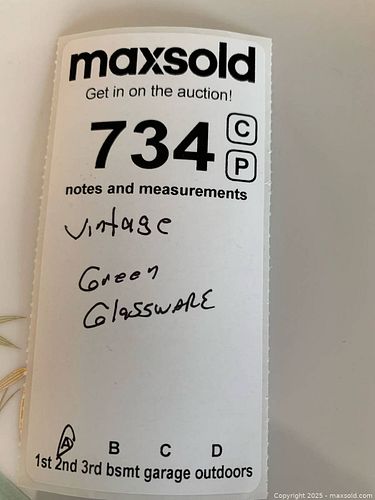 maxsold
Get in on the auction!
734 C
P
notes and measurements
Vintage
Green
GlassWARE
A B C D
1st 2nd 3rd bsmt garage outdoors
Copyright 2025 - maxsold.com